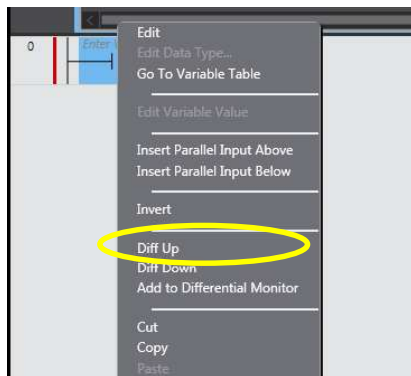 0
Enter
Edit
Edit Data Type...
Go To Variable Table
Edit Variable Value
Insert Parallel Input Above
Insert Parallel Input Below
Invert
Diff Up
Diff Down
Add to Differential Monitor
Cut
Copy
Paste